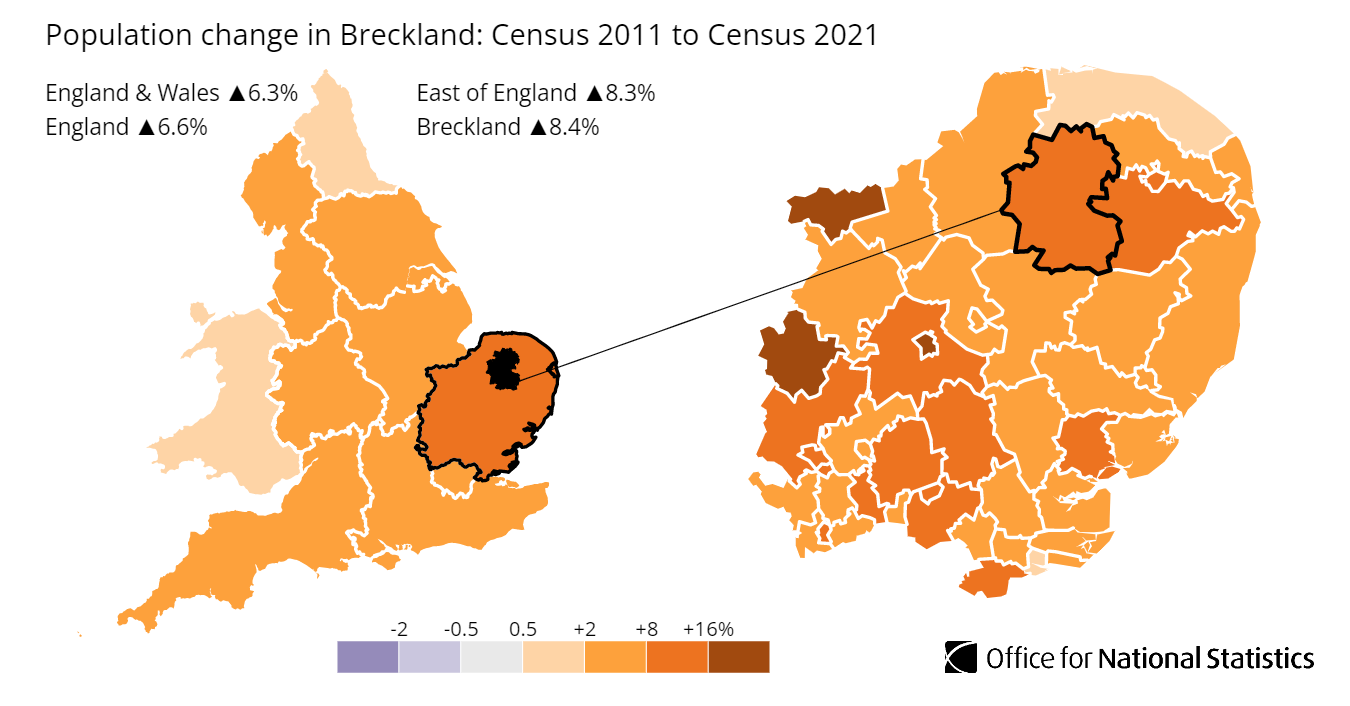 Population change in Breckland: Census 2011 to Census 2021
England & Wales ▲6.3%
East of England ▲8.3%
England ▲6.6%
Breckland ▲8.4%
-2 -0.5 0.5 +2 +8 +16%
Office for National Statistics